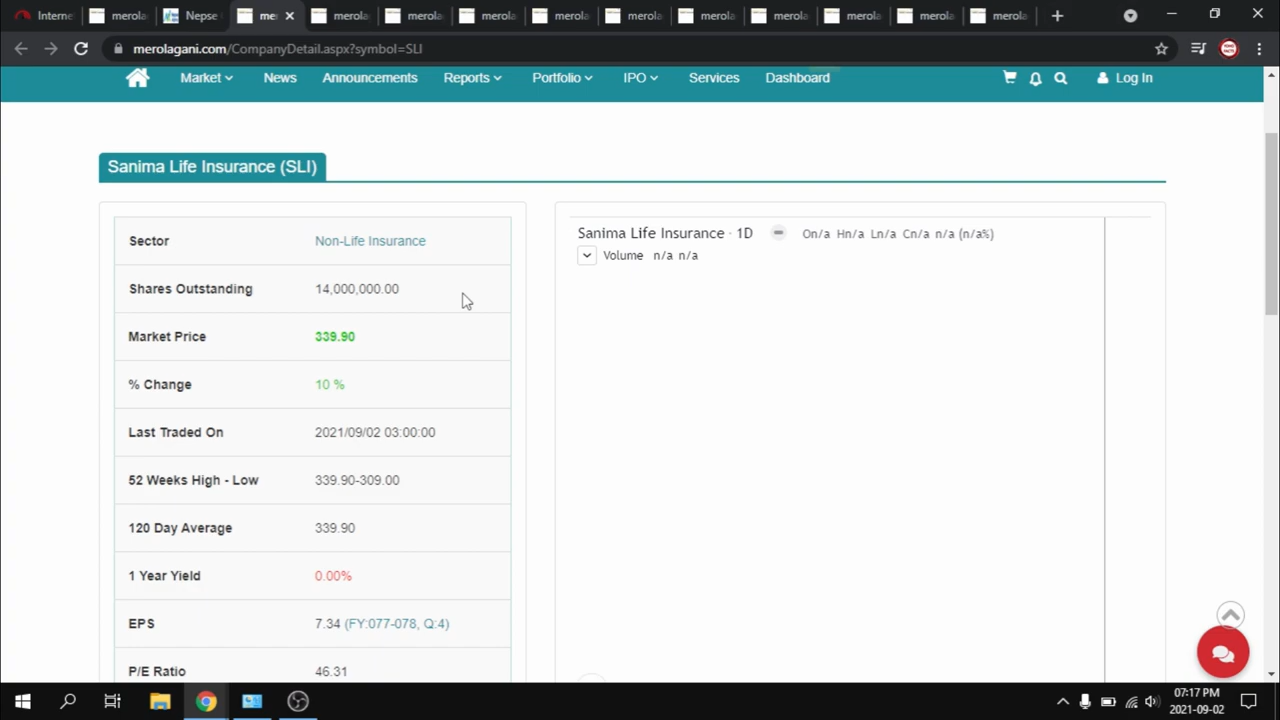 Interne
merola
Nepse
me
merola
merola
merola
merola
merola
merola
merola
merola
merola
merola
merolagani.com/CompanyDetail.aspx?symbol=SLI
Market News Announcements Reports Portfolio IPO Services Dashboard Log In
Sanima Life Insurance (SLI)
Sector Non-Life Insurance
Shares Outstanding 14,000,000.00
Market Price 339.90
% Change 10 %
Last Traded On 2021/09/02 03:00:00
52 Weeks High - Low 339.90-309.00
120 Day Average 339.90
1 Year Yield 0.00%
EPS 7.34 (FY:077-078, Q:4)
P/E Ratio 46.31
Sanima Life Insurance · 1D On/a Hn/a Ln/a Cn/a n/a (n/a%)
Volume n/a n/a
07:17 PM
2021-09-02